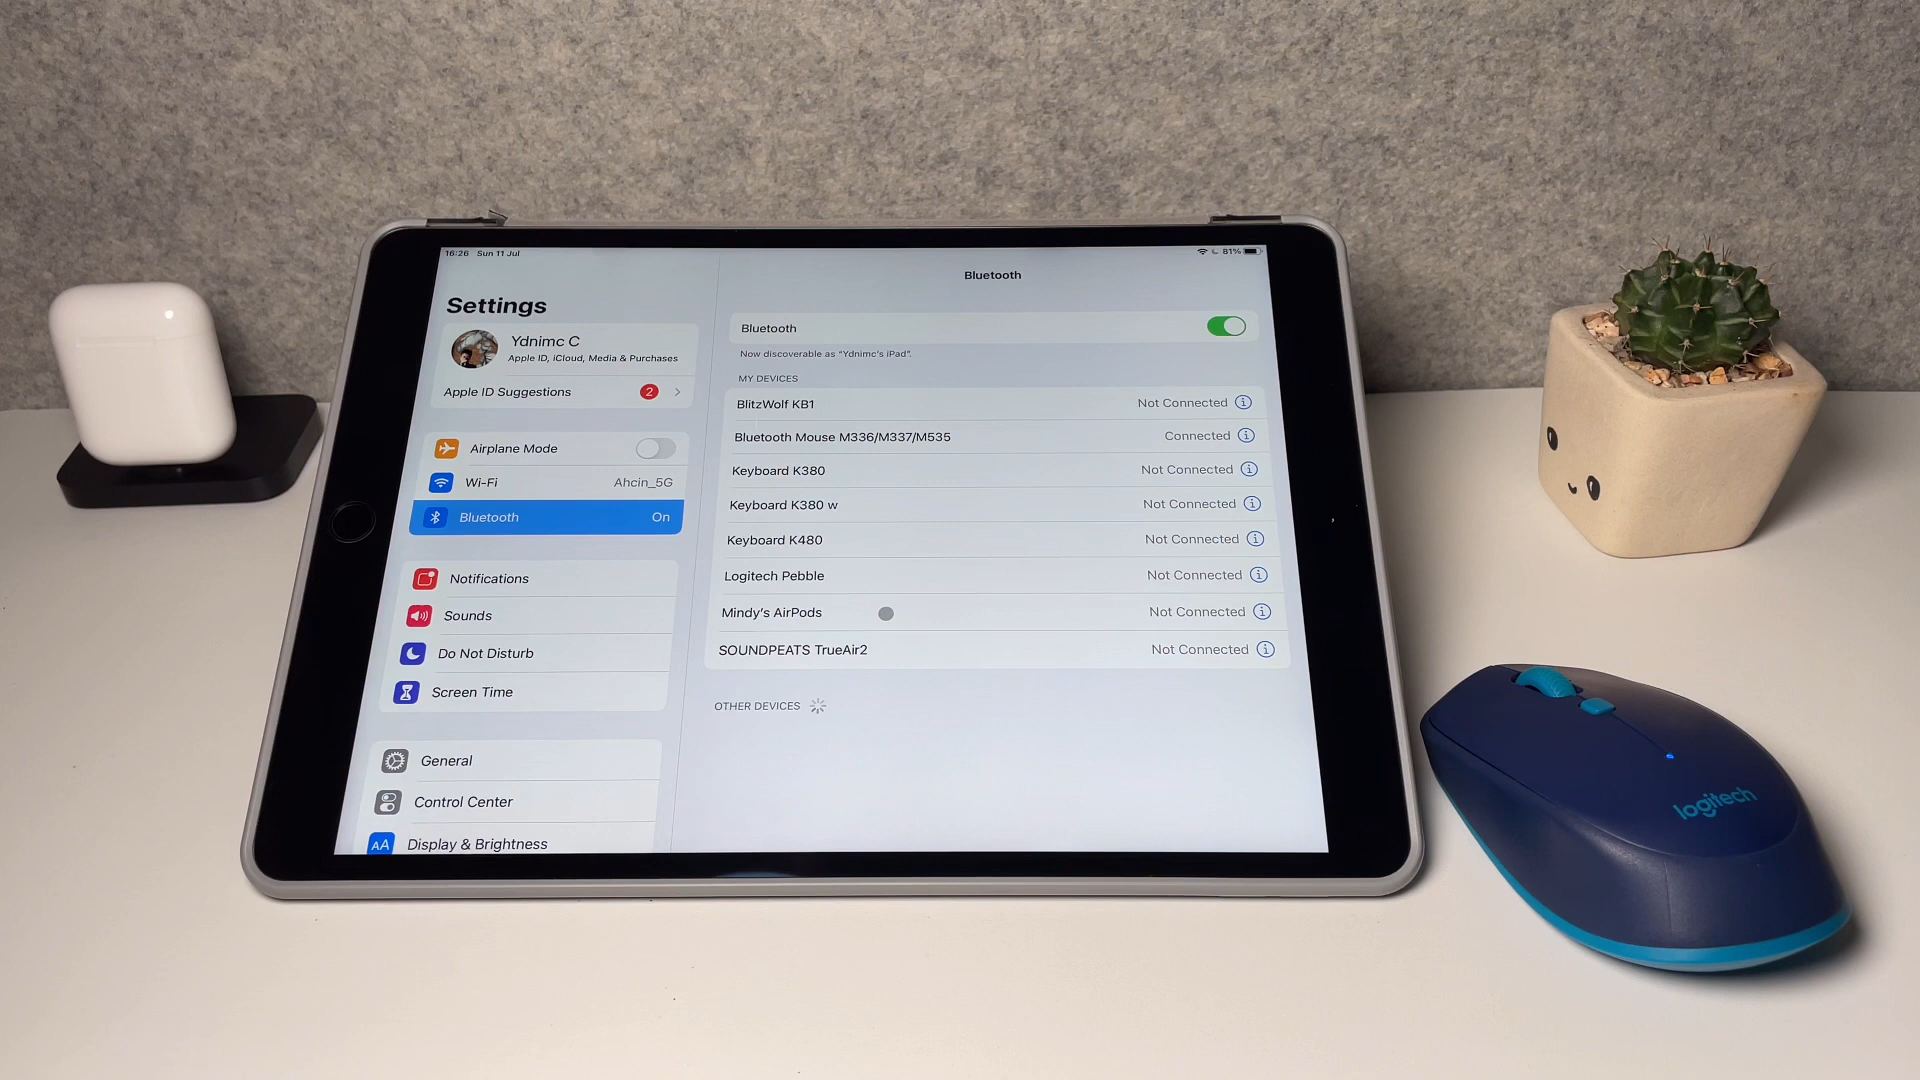 16:26 Sun 11 Jul
81%
Settings
Ydnimc C
Apple ID, iCloud, Media & Purchases
Apple ID Suggestions 2
Airplane Mode
Wi-Fi Ahcin_5G
Bluetooth On
Notifications
Sounds
Do Not Disturb
Screen Time
General
Control Center
AA Display & Brightness
Bluetooth
Bluetooth
Now discoverable as “Ydnimc’s iPad”.
MY DEVICES
BlitzWolf KB1 Not Connected i
Bluetooth Mouse M336/M337/M535 Connected i
Keyboard K380 Not Connected i
Keyboard K380 w Not Connected i
Keyboard K480 Not Connected i
Logitech Pebble Not Connected i
Mindy’s AirPods Not Connected i
SOUNDPEATS TrueAir2 Not Connected i
OTHER DEVICES
logitech